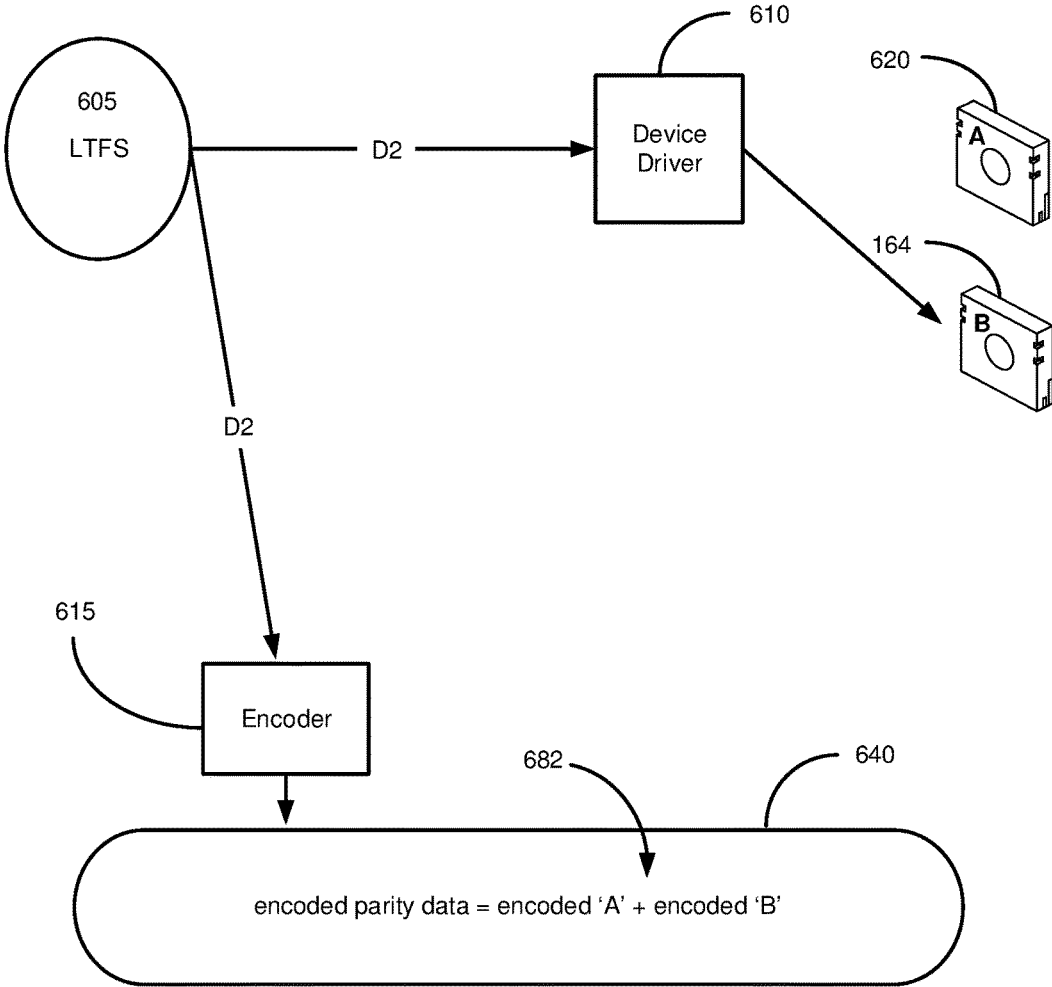 610
620
605
LTFS
D2
Device
Driver
A
164
B
D2
615
Encoder
682
640
encoded parity data = encoded ‘A’ + encoded ‘B’